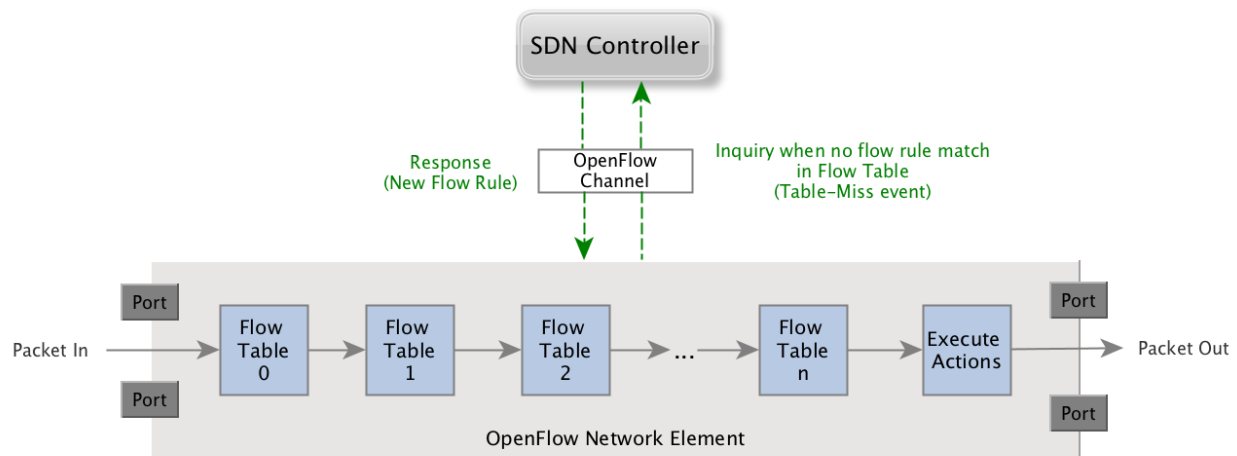 SDN Controller
Response
(New Flow Rule)
OpenFlow
Channel
Inquiry when no flow rule match
in Flow Table
(Table-Miss event)
Port
Port
Packet In
Flow
Table
0
Flow
Table
1
Flow
Table
2
...
Flow
Table
n
Execute
Actions
Port
Port
Packet Out
OpenFlow Network Element